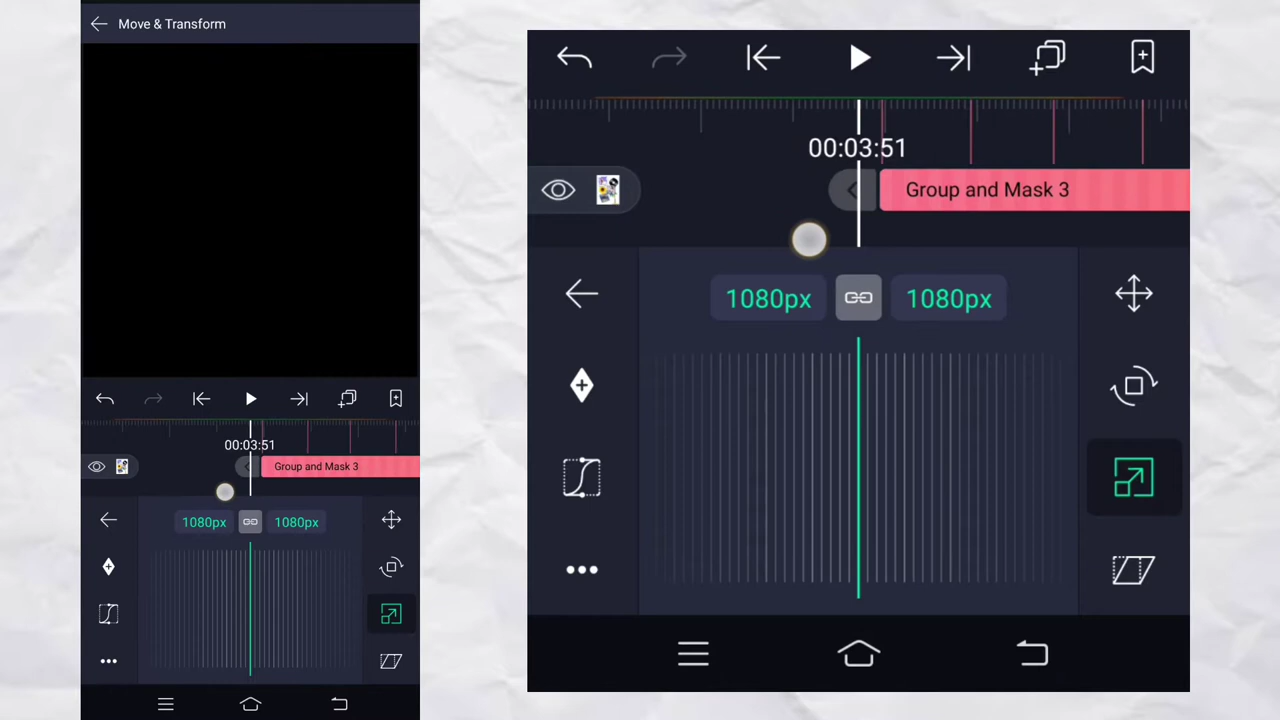 Move & Transform
00:03:51
Group and Mask 3
1080px 1080px
00:03:51
Group and Mask 3
1080px 1080px